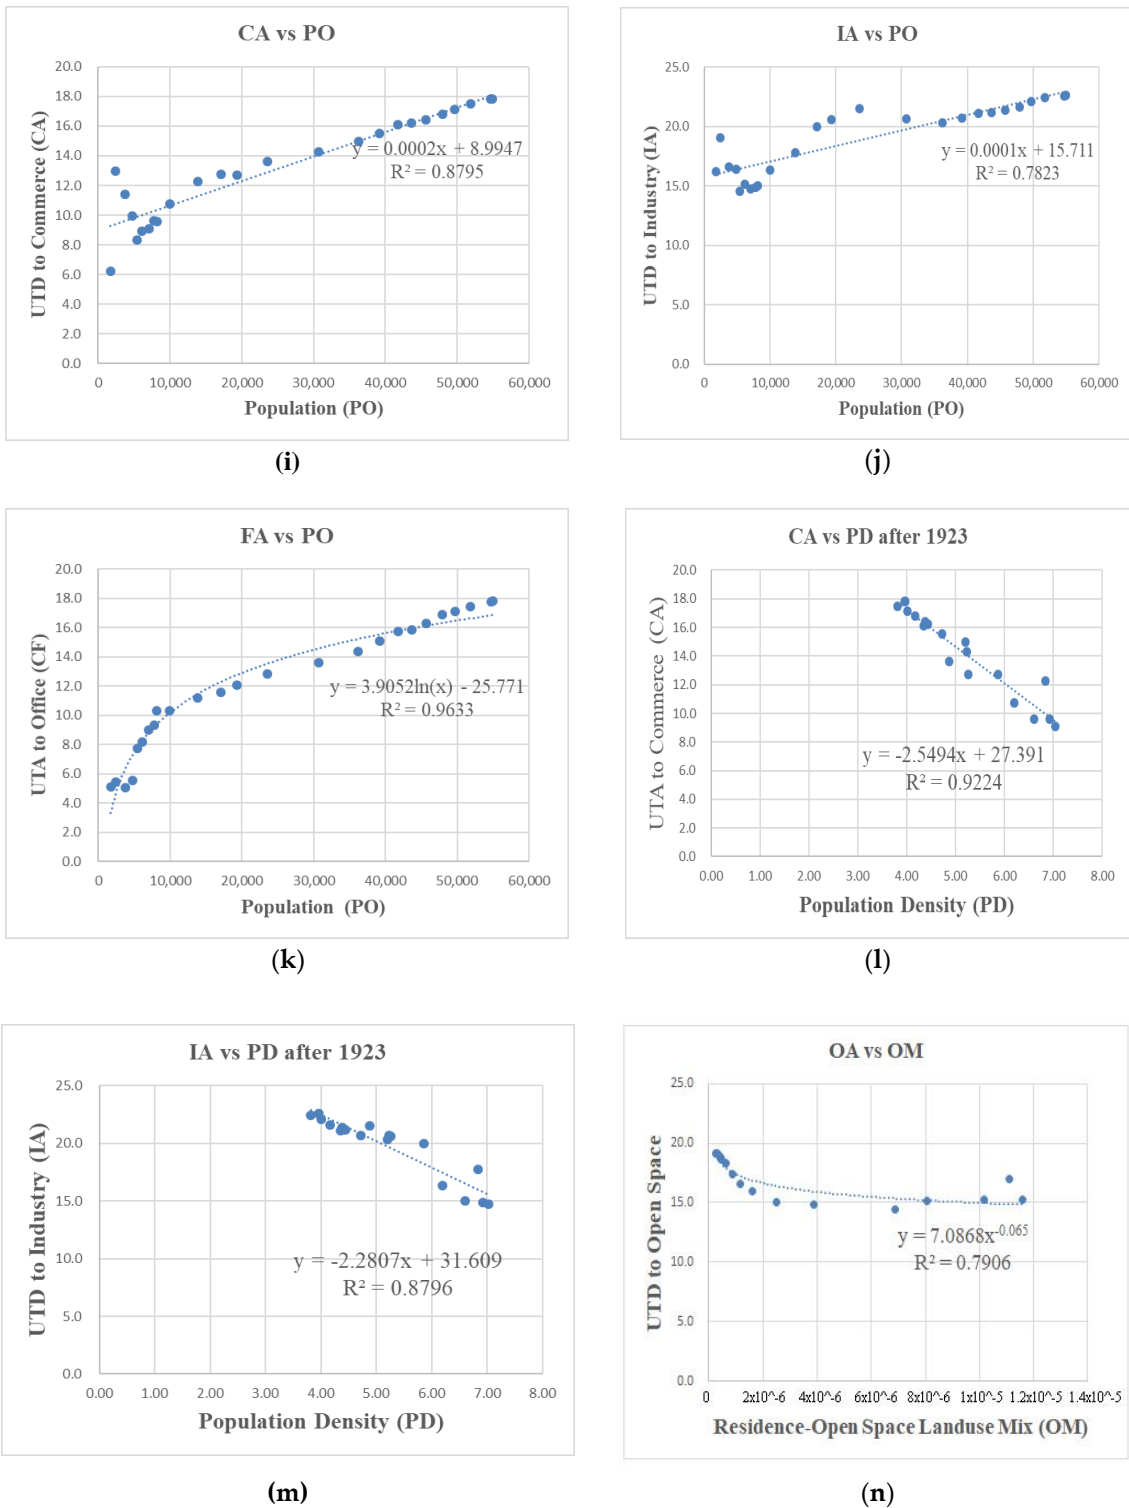 CA vs PO
20.0
18.0
16.0
14.0
12.0
10.0
8.0
6.0
4.0
2.0
0.0
UTD to Commerce (CA)
y = 0.0002x + 8.9947
R² = 0.8795
0 10,000 20,000 30,000 40,000 50,000 60,000
Population (PO)
(i)
IA vs PO
25.0
20.0
15.0
10.0
5.0
0.0
UTD to Industry (IA)
y = 0.0001x + 15.711
R² = 0.7823
0 10,000 20,000 30,000 40,000 50,000 60,000
Population (PO)
(j)
FA vs PO
20.0
18.0
16.0
14.0
12.0
10.0
8.0
6.0
4.0
2.0
0.0
UTA to Office (CF)
y = 3.9052ln(x) - 25.771
R² = 0.9633
0 10,000 20,000 30,000 40,000 50,000 60,000
Population (PO)
(k)
CA vs PD after 1923
20.0
18.0
16.0
14.0
12.0
10.0
8.0
6.0
4.0
2.0
0.0
UTA to Commerce (CA)
y = -2.5494x + 27.391
R² = 0.9224
0.00 1.00 2.00 3.00 4.00 5.00 6.00 7.00 8.00
Population Density (PD)
(l)
IA vs PD after 1923
25.0
20.0
15.0
10.0
5.0
0.0
UTD to Industry (IA)
y = -2.2807x + 31.609
R² = 0.8796
0.00 1.00 2.00 3.00 4.00 5.00 6.00 7.00 8.00
Population Density (PD)
(m)
OA vs OM
25.0
20.0
15.0
10.0
5.0
0.0
UTD to Open Space
y = 7.0868x^-0.065
R² = 0.7906
0 2x10^-6 4x10^-6 6x10^-6 8x10^-6 1x10^-5 1.2x10^-5 1.4x10^-5
Residence-Open Space Landuse Mix (OM)
(n)